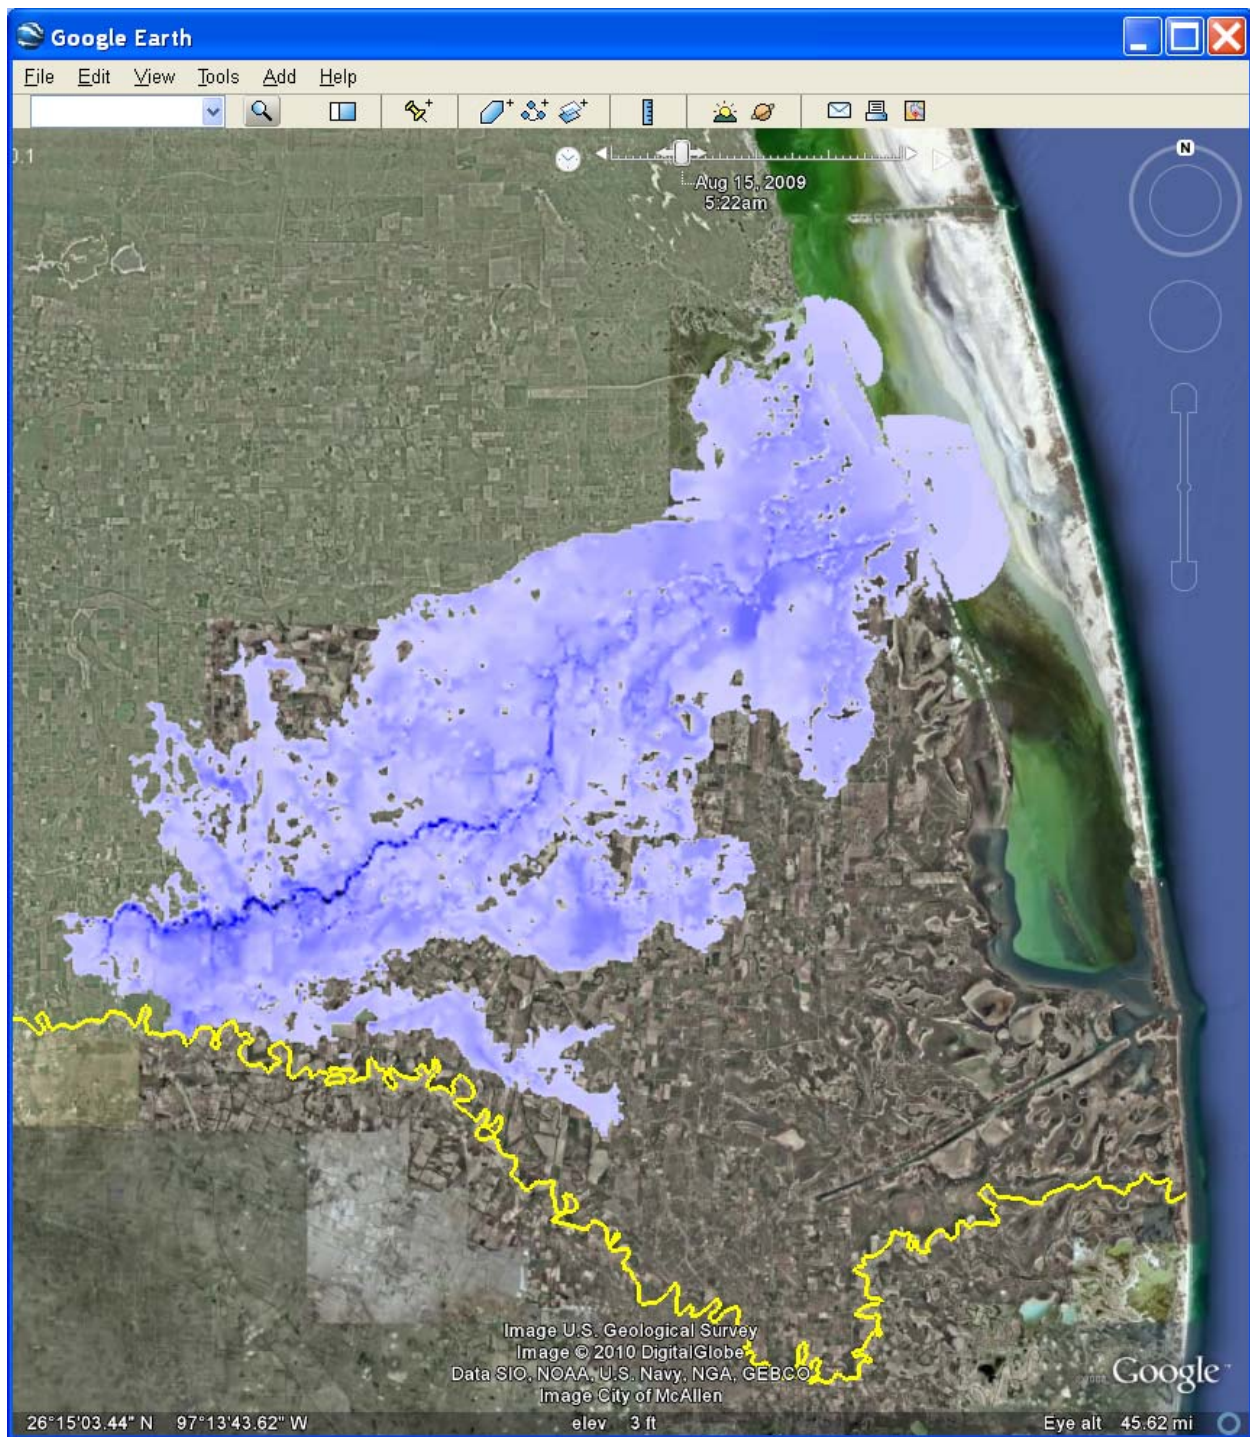 Google Earth
File Edit View Tools Add Help
0.1
N
Aug 15, 2009
5:22am
Image U.S. Geological Survey
Image © 2010 DigitalGlobe
Data SIO, NOAA, U.S. Navy, NGA, GEBCO
Image City of McAllen
Google
26°15'03.44" N 97°13'43.62" W elev 3 ft Eye alt 45.62 mi